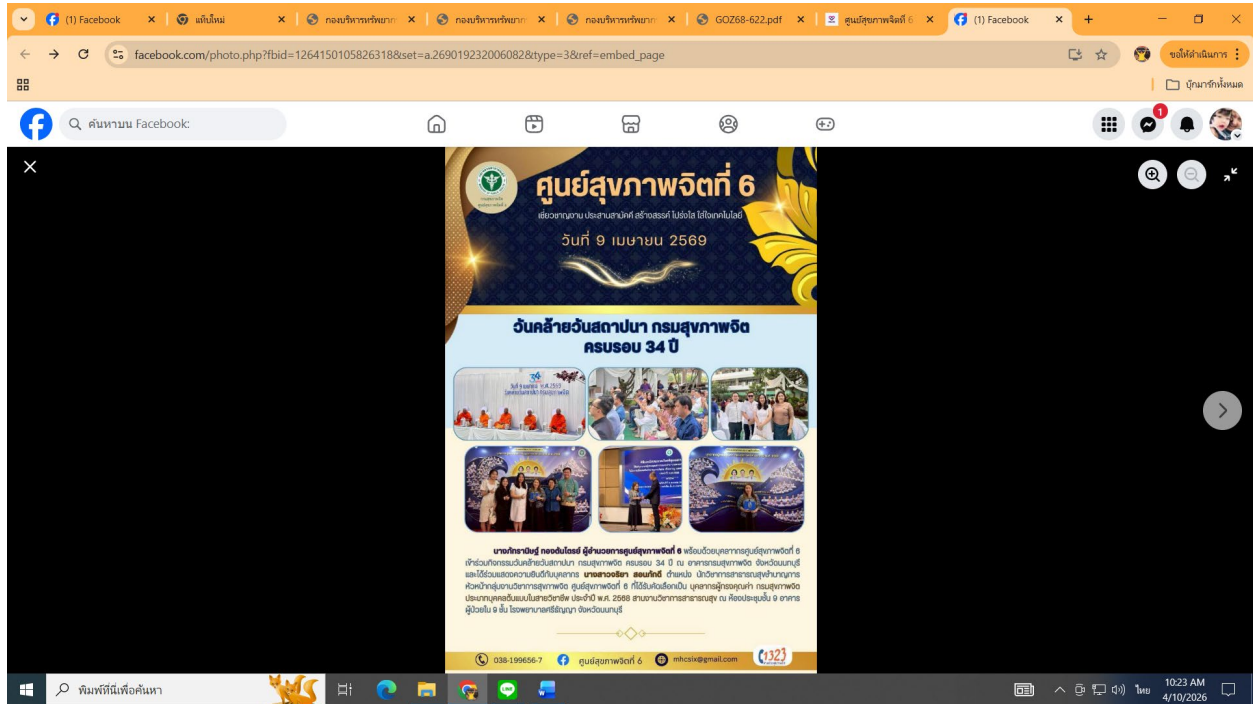 (1) Facebook
แท็บใหม่
กองบริหารทรัพยาก
กองบริหารทรัพยาก
กองบริหารทรัพยาก
GOZ68-622.pdf
ศูนย์สุขภาพจิตที่ 6
(1) Facebook
facebook.com/photo.php?fbid=1264150105826318&set=a.269019232006082&type=3&ref=embed_page
ขอให้ดำเนินการ
บุ๊กมาร์กทั้งหมด
ค้นหาบน Facebook:
1
ศูนย์สุขภาพจิตที่ 6
เชี่ยวชาญงาน ประสานสามัคคี สร้างสรรค์ โปร่งใส ใส่ใจเทคโนโลยี
วันที่ 9 เมษายน 2569
วันคล้ายวันสถาปนา กรมสุขภาพจิต
ครบรอบ 34 ปี
34
นางภัทรานิษฐ์ ทองตันไตรย์ ผู้อำนวยการศูนย์สุขภาพจิตที่ 6 พร้อมด้วยบุคลากรศูนย์สุขภาพจิตที่ 6
เข้าร่วมกิจกรรมวันคล้ายวันสถาปนา กรมสุขภาพจิต ครบรอบ 34 ปี ณ อาคารกรมสุขภาพจิต จังหวัดนนทบุรี
และได้ร่วมแสดงความยินดีกับบุคลากร นางสาวจริยา สอนภักดี ตำแหน่ง นักวิชาการสาธารณสุขชำนาญการ
หัวหน้ากลุ่มงานวิชาการสุขภาพจิต ศูนย์สุขภาพจิตที่ 6 ที่ได้รับคัดเลือกเป็น บุคลากรผู้ทรงคุณค่า กรมสุขภาพจิต
ประเภทบุคคลต้นแบบในสายวิชาชีพ ประจำปี พ.ศ. 2568 สายงานวิชาการสาธารณสุข ณ ห้องประชุมชั้น 9 อาคาร
ผู้ป่วยใน 9 ชั้น โรงพยาบาลศรีธัญญา จังหวัดนนทบุรี
038-199656-7
ศูนย์สุขภาพจิตที่ 6
mhcsix@gmail.com
1323
พิมพ์ที่นี่เพื่อค้นหา
ไทย
10:23 AM
4/10/2026